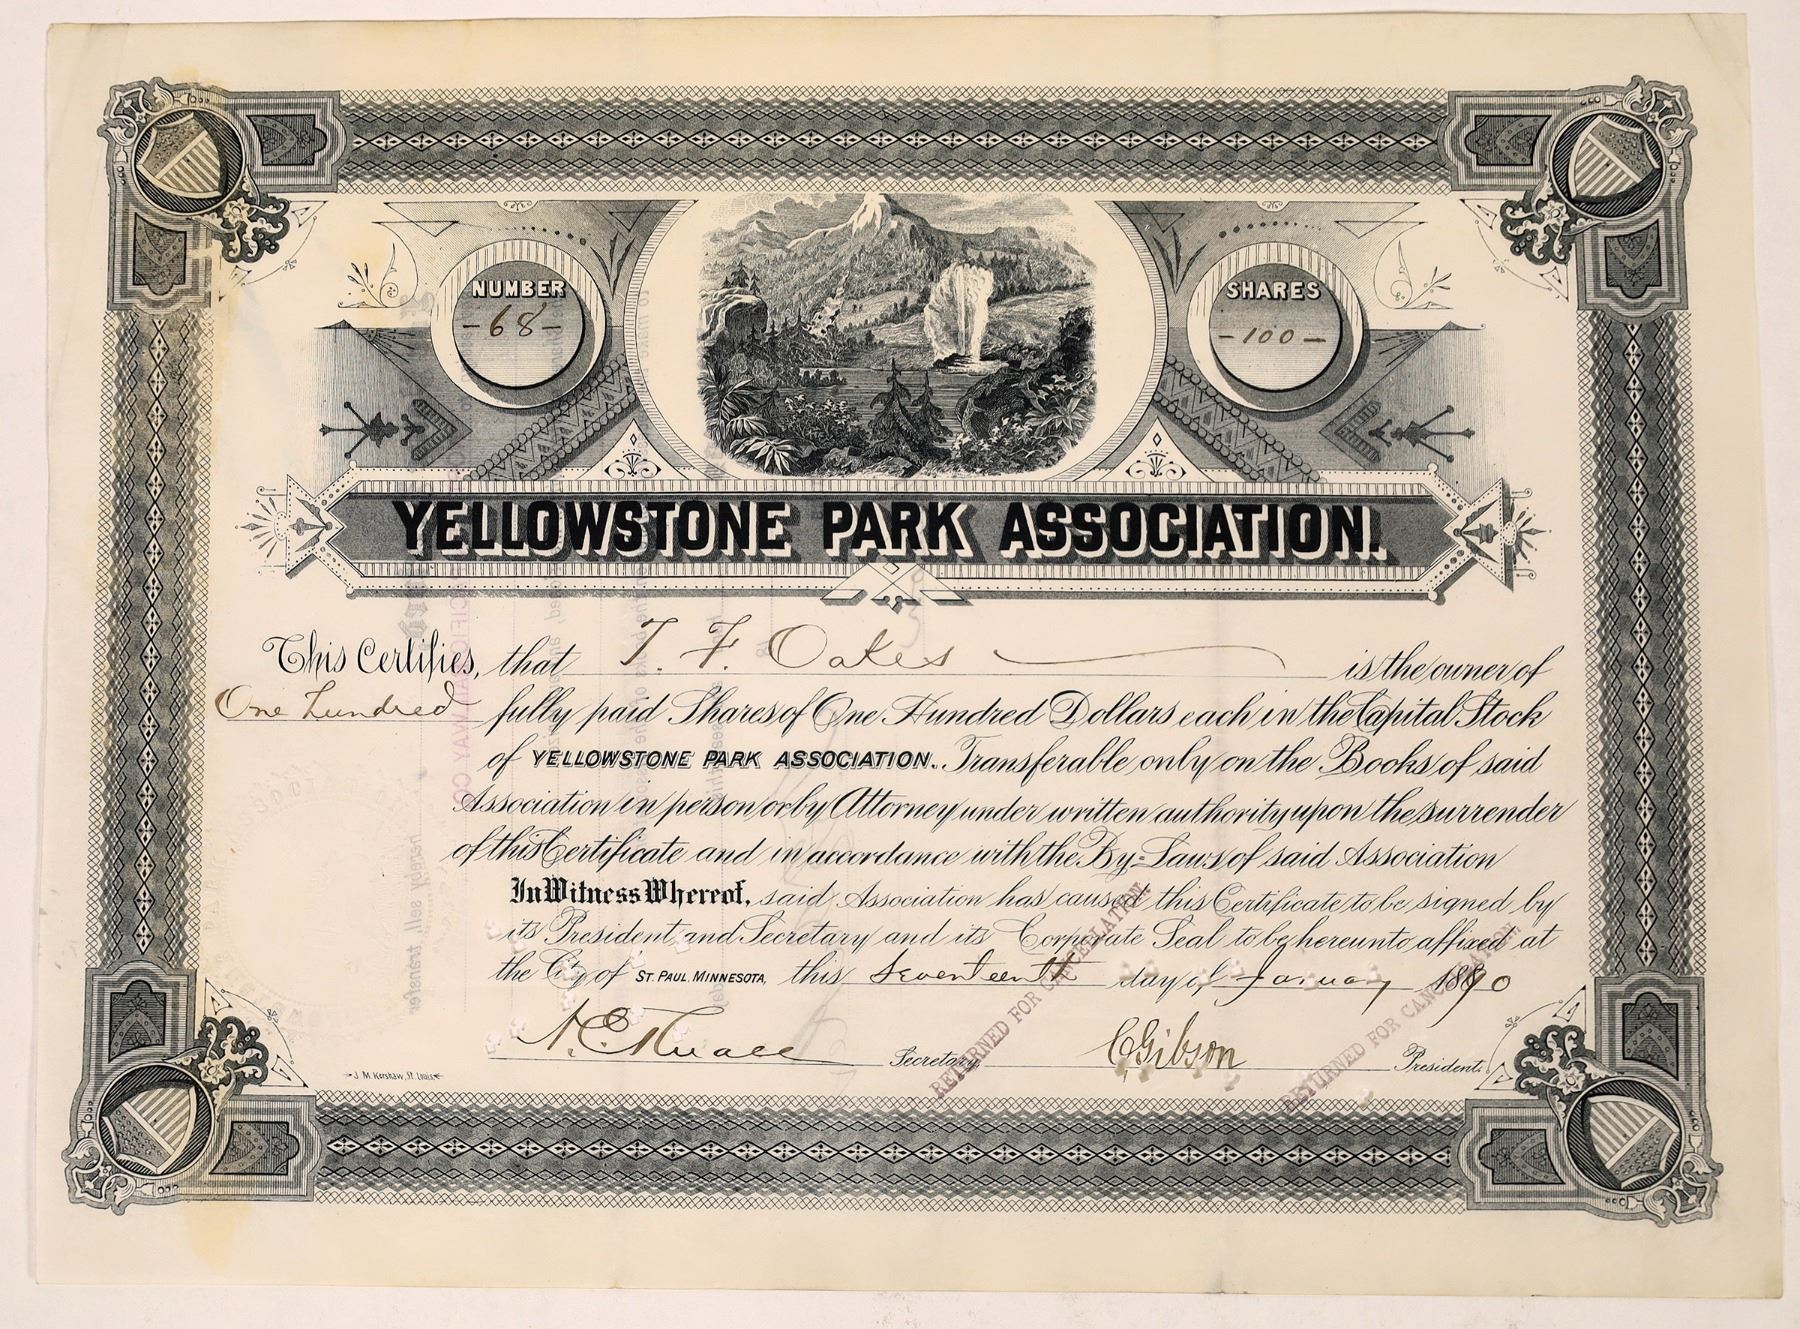 NUMBER
-68-
SHARES
-100-
YELLOWSTONE PARK ASSOCIATION.
This Certifies, that T. F. Oakes is the owner of
One Hundred fully paid Shares of One Hundred Dollars each in the Capital Stock
of YELLOWSTONE PARK ASSOCIATION. Transferable only on the Books of said
Association in person or by Attorney under written authority upon the surrender
of this Certificate and in accordance with the By-Laws of said Association
In Witness Whereof, said Association has caused this Certificate to be signed by
its President and Secretary and its Corporate Seal to be hereunto affixed at
the City of ST. PAUL, MINNESOTA, this Seventeenth day of January 1890
Secretary,
C Gibson President.
J. M. Kershaw, St. Louis
RETURNED FOR CANCELLATION
RETURNED FOR CANCELLATION
hereby sell transfer